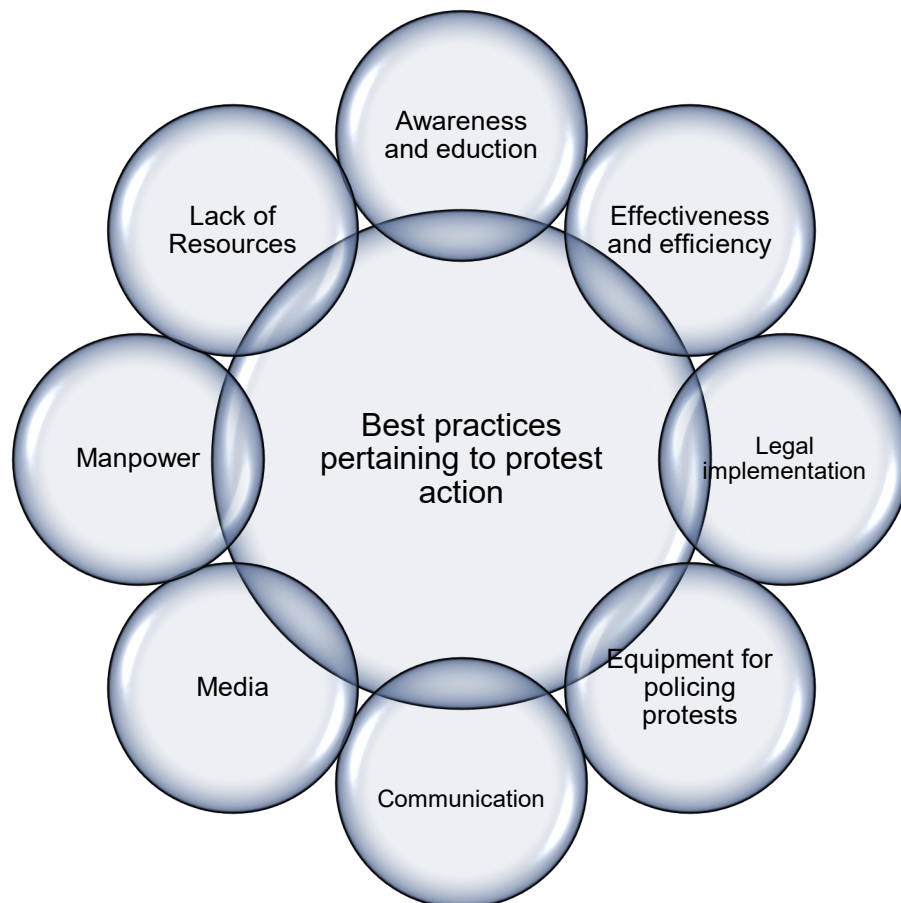 Awareness
and eduction
Effectiveness
and efficiency
Legal
implementation
Equipment for
policing
protests
Communication
Media
Manpower
Lack of
Resources
Best practices
pertaining to protest
action